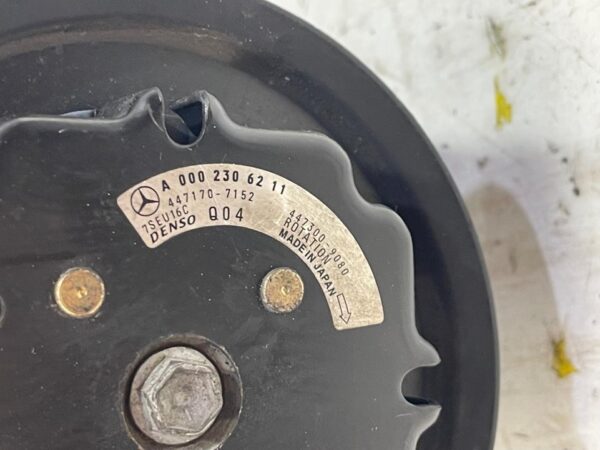 A 000 230 62 11
447170-7152
7SEU16C
DENSO Q04
447300-9080
ROTATION
MADE IN JAPAN